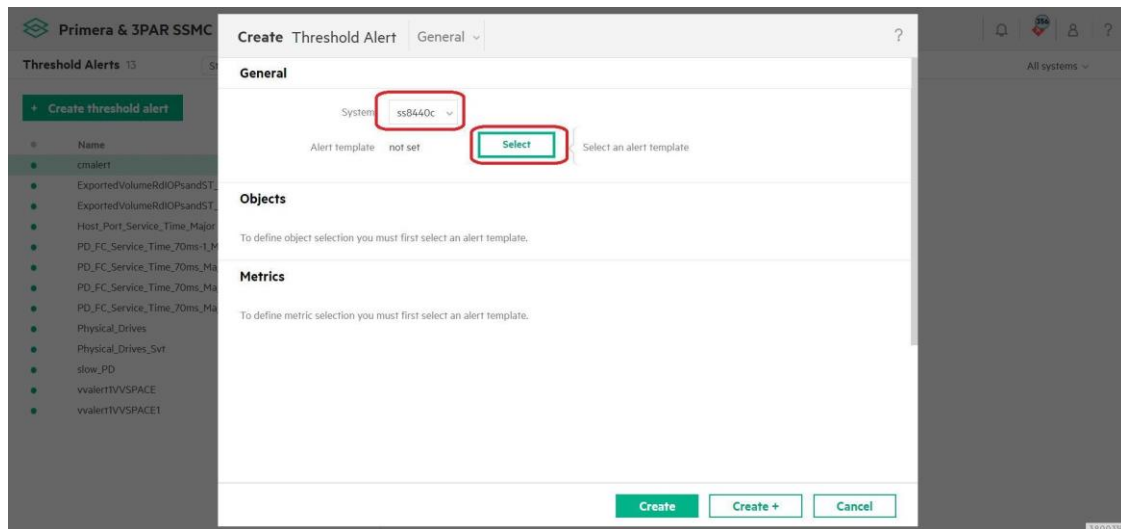 Primera & 3PAR SSMC
Create Threshold Alert General ?
356
?
Threshold Alerts 13
All systems
General
+ Create threshold alert
System ss8440c
Alert template not set Select Select an alert template
Name
cmalert
ExportedVolumeRdIOPsandST_
ExportedVolumeRdIOPsandST_
Objects
Host_Port_Service_Time_Major
To define object selection you must first select an alert template.
PD_FC_Service_Time_70ms-1_M
PD_FC_Service_Time_70ms_Ma
Metrics
PD_FC_Service_Time_70ms_Ma
PD_FC_Service_Time_70ms_Ma
To define metric selection you must first select an alert template.
Physical_Drives
Physical_Drives_Svt
slow_PD
vvalert1VVSPACE
vvalert1VVSPACE1
Create Create + Cancel